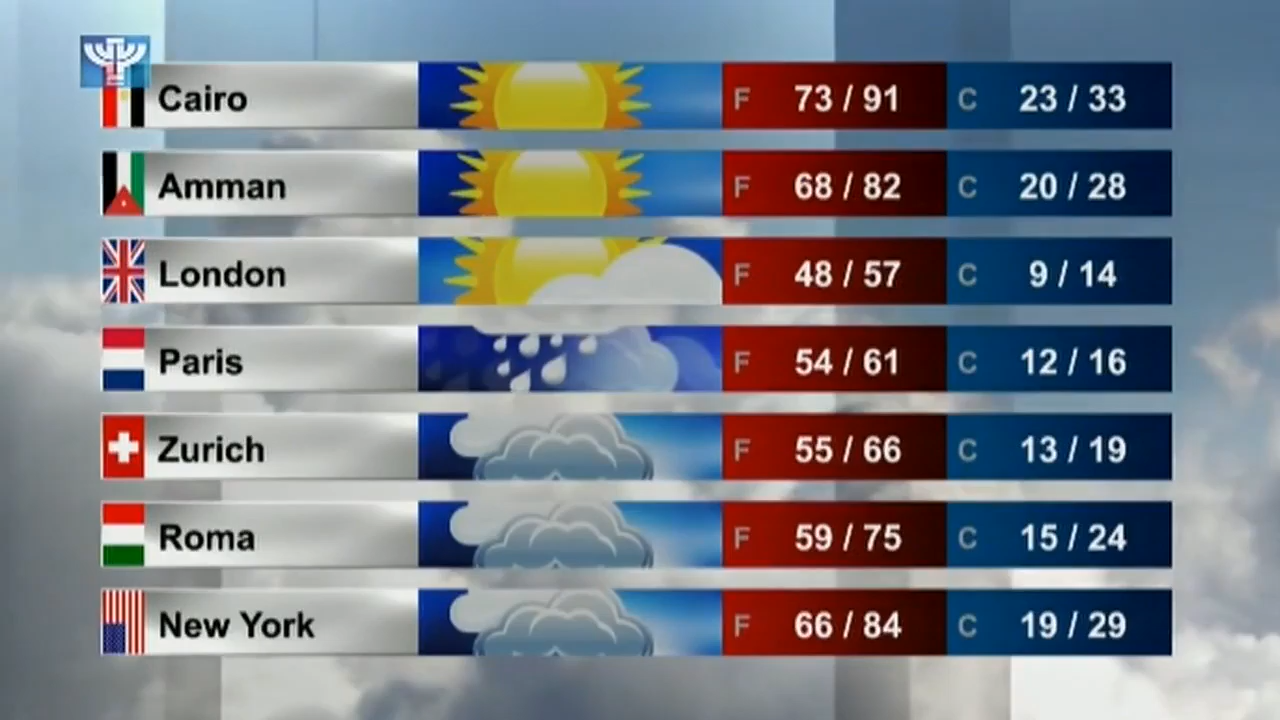 Cairo F 73 / 91 C 23 / 33
Amman F 68 / 82 C 20 / 28
London F 48 / 57 C 9 / 14
Paris F 54 / 61 C 12 / 16
Zurich F 55 / 66 C 13 / 19
Roma F 59 / 75 C 15 / 24
New York F 66 / 84 C 19 / 29